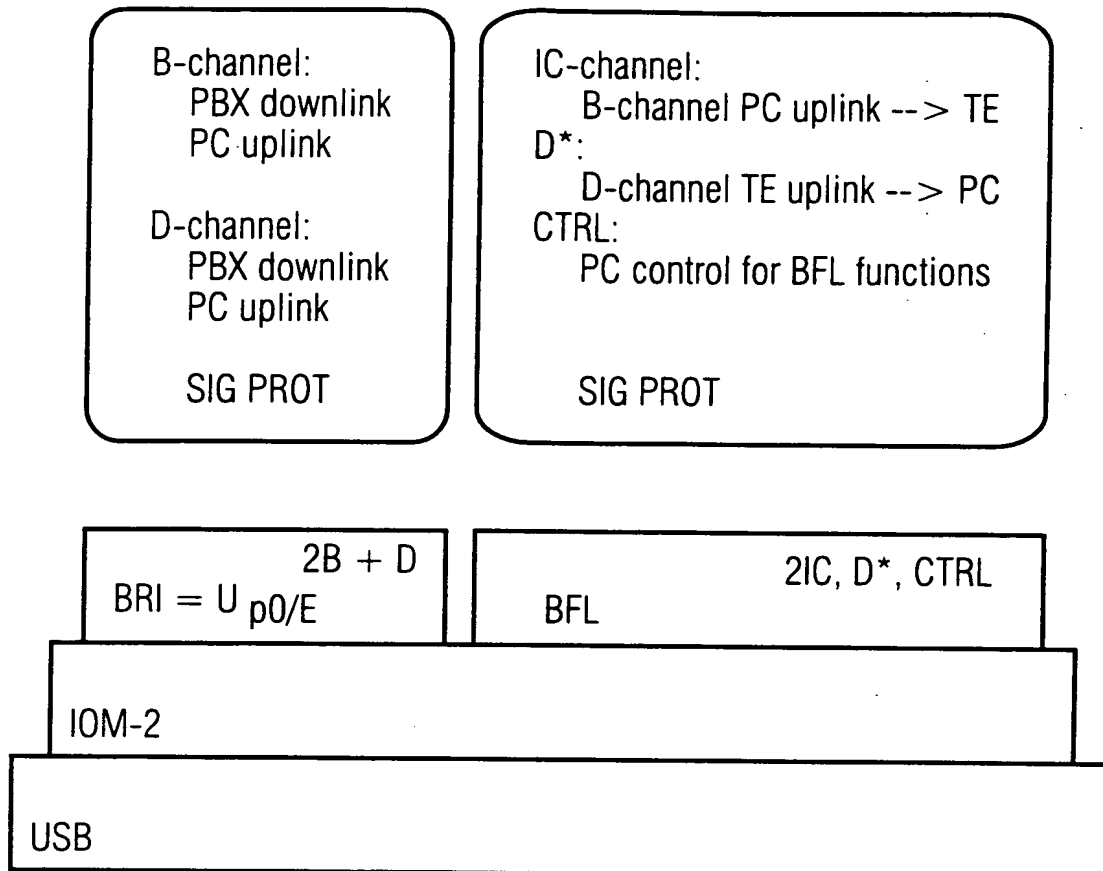 B-channel:
PBX downlink
PC uplink
D-channel:
PBX downlink
PC uplink
SIG PROT
IC-channel:
B-channel PC uplink --> TE
D*:
D-channel TE uplink --> PC
CTRL:
PC control for BFL functions
SIG PROT
2B + D
BRI = U p0/E
2IC, D*, CTRL
BFL
IOM-2
USB